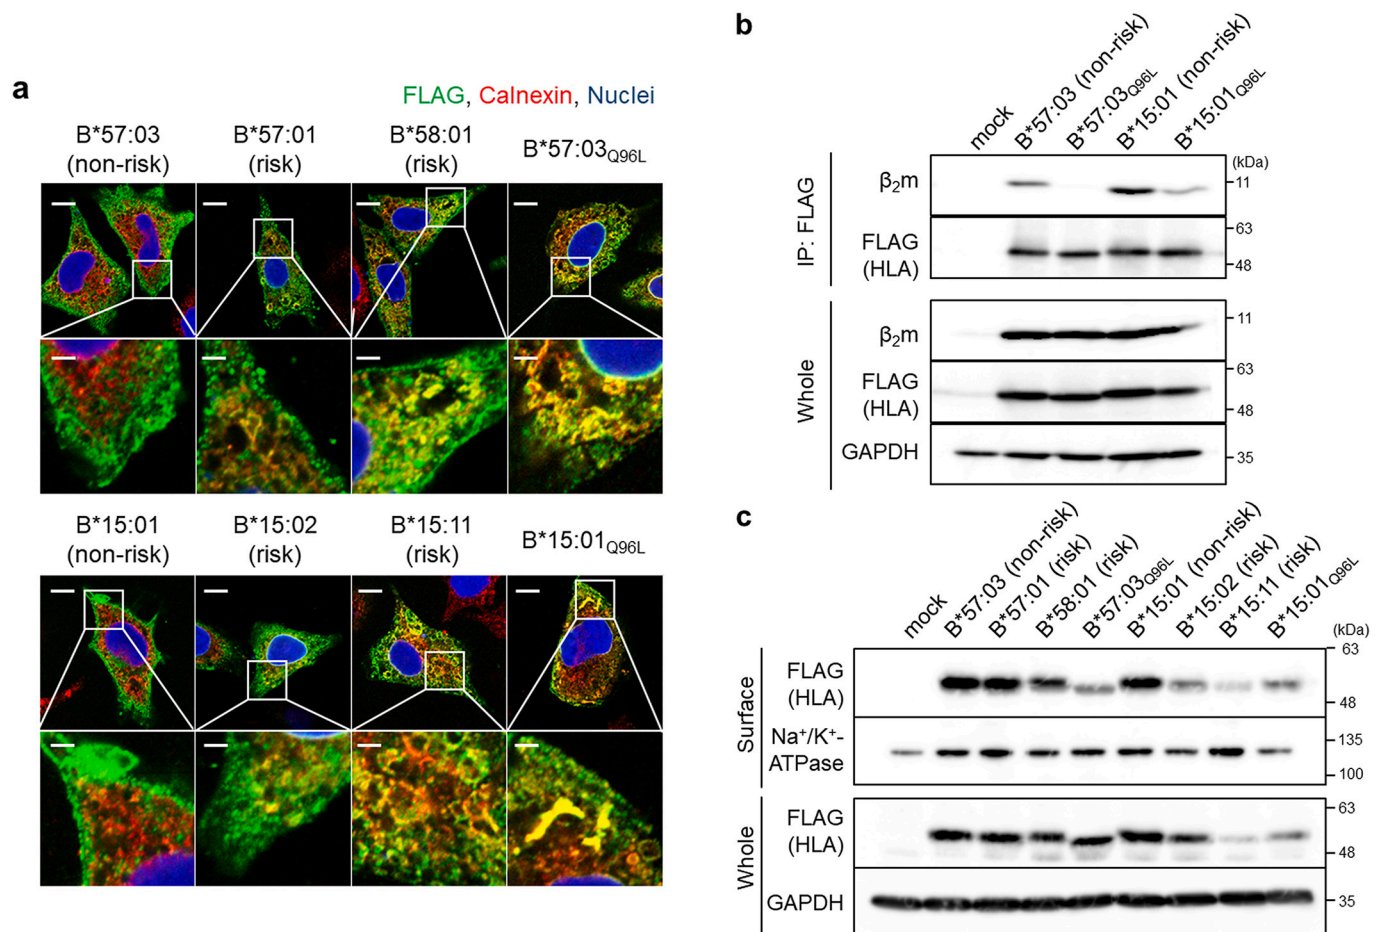 a
FLAG, Calnexin, Nuclei
B*57:03
(non-risk)
B*57:01
(risk)
B*58:01
(risk)
B*57:03Q96L
B*15:01
(non-risk)
B*15:02
(risk)
B*15:11
(risk)
B*15:01Q96L
b
mock
B*57:03 (non-risk)
B*57:03Q96L
B*15:01 (non-risk)
B*15:01Q96L
(kDa)
IP: FLAG
β2m
11
FLAG
(HLA)
63
48
Whole
β2m
11
FLAG
(HLA)
63
48
GAPDH
35
c
mock
B*57:03 (non-risk)
B*57:01 (risk)
B*58:01 (risk)
B*57:03Q96L
B*15:01 (non-risk)
B*15:02 (risk)
B*15:11 (risk)
B*15:01Q96L
(kDa)
Surface
FLAG
(HLA)
63
48
Na+/K+-
ATPase
135
100
Whole
FLAG
(HLA)
63
48
GAPDH
35